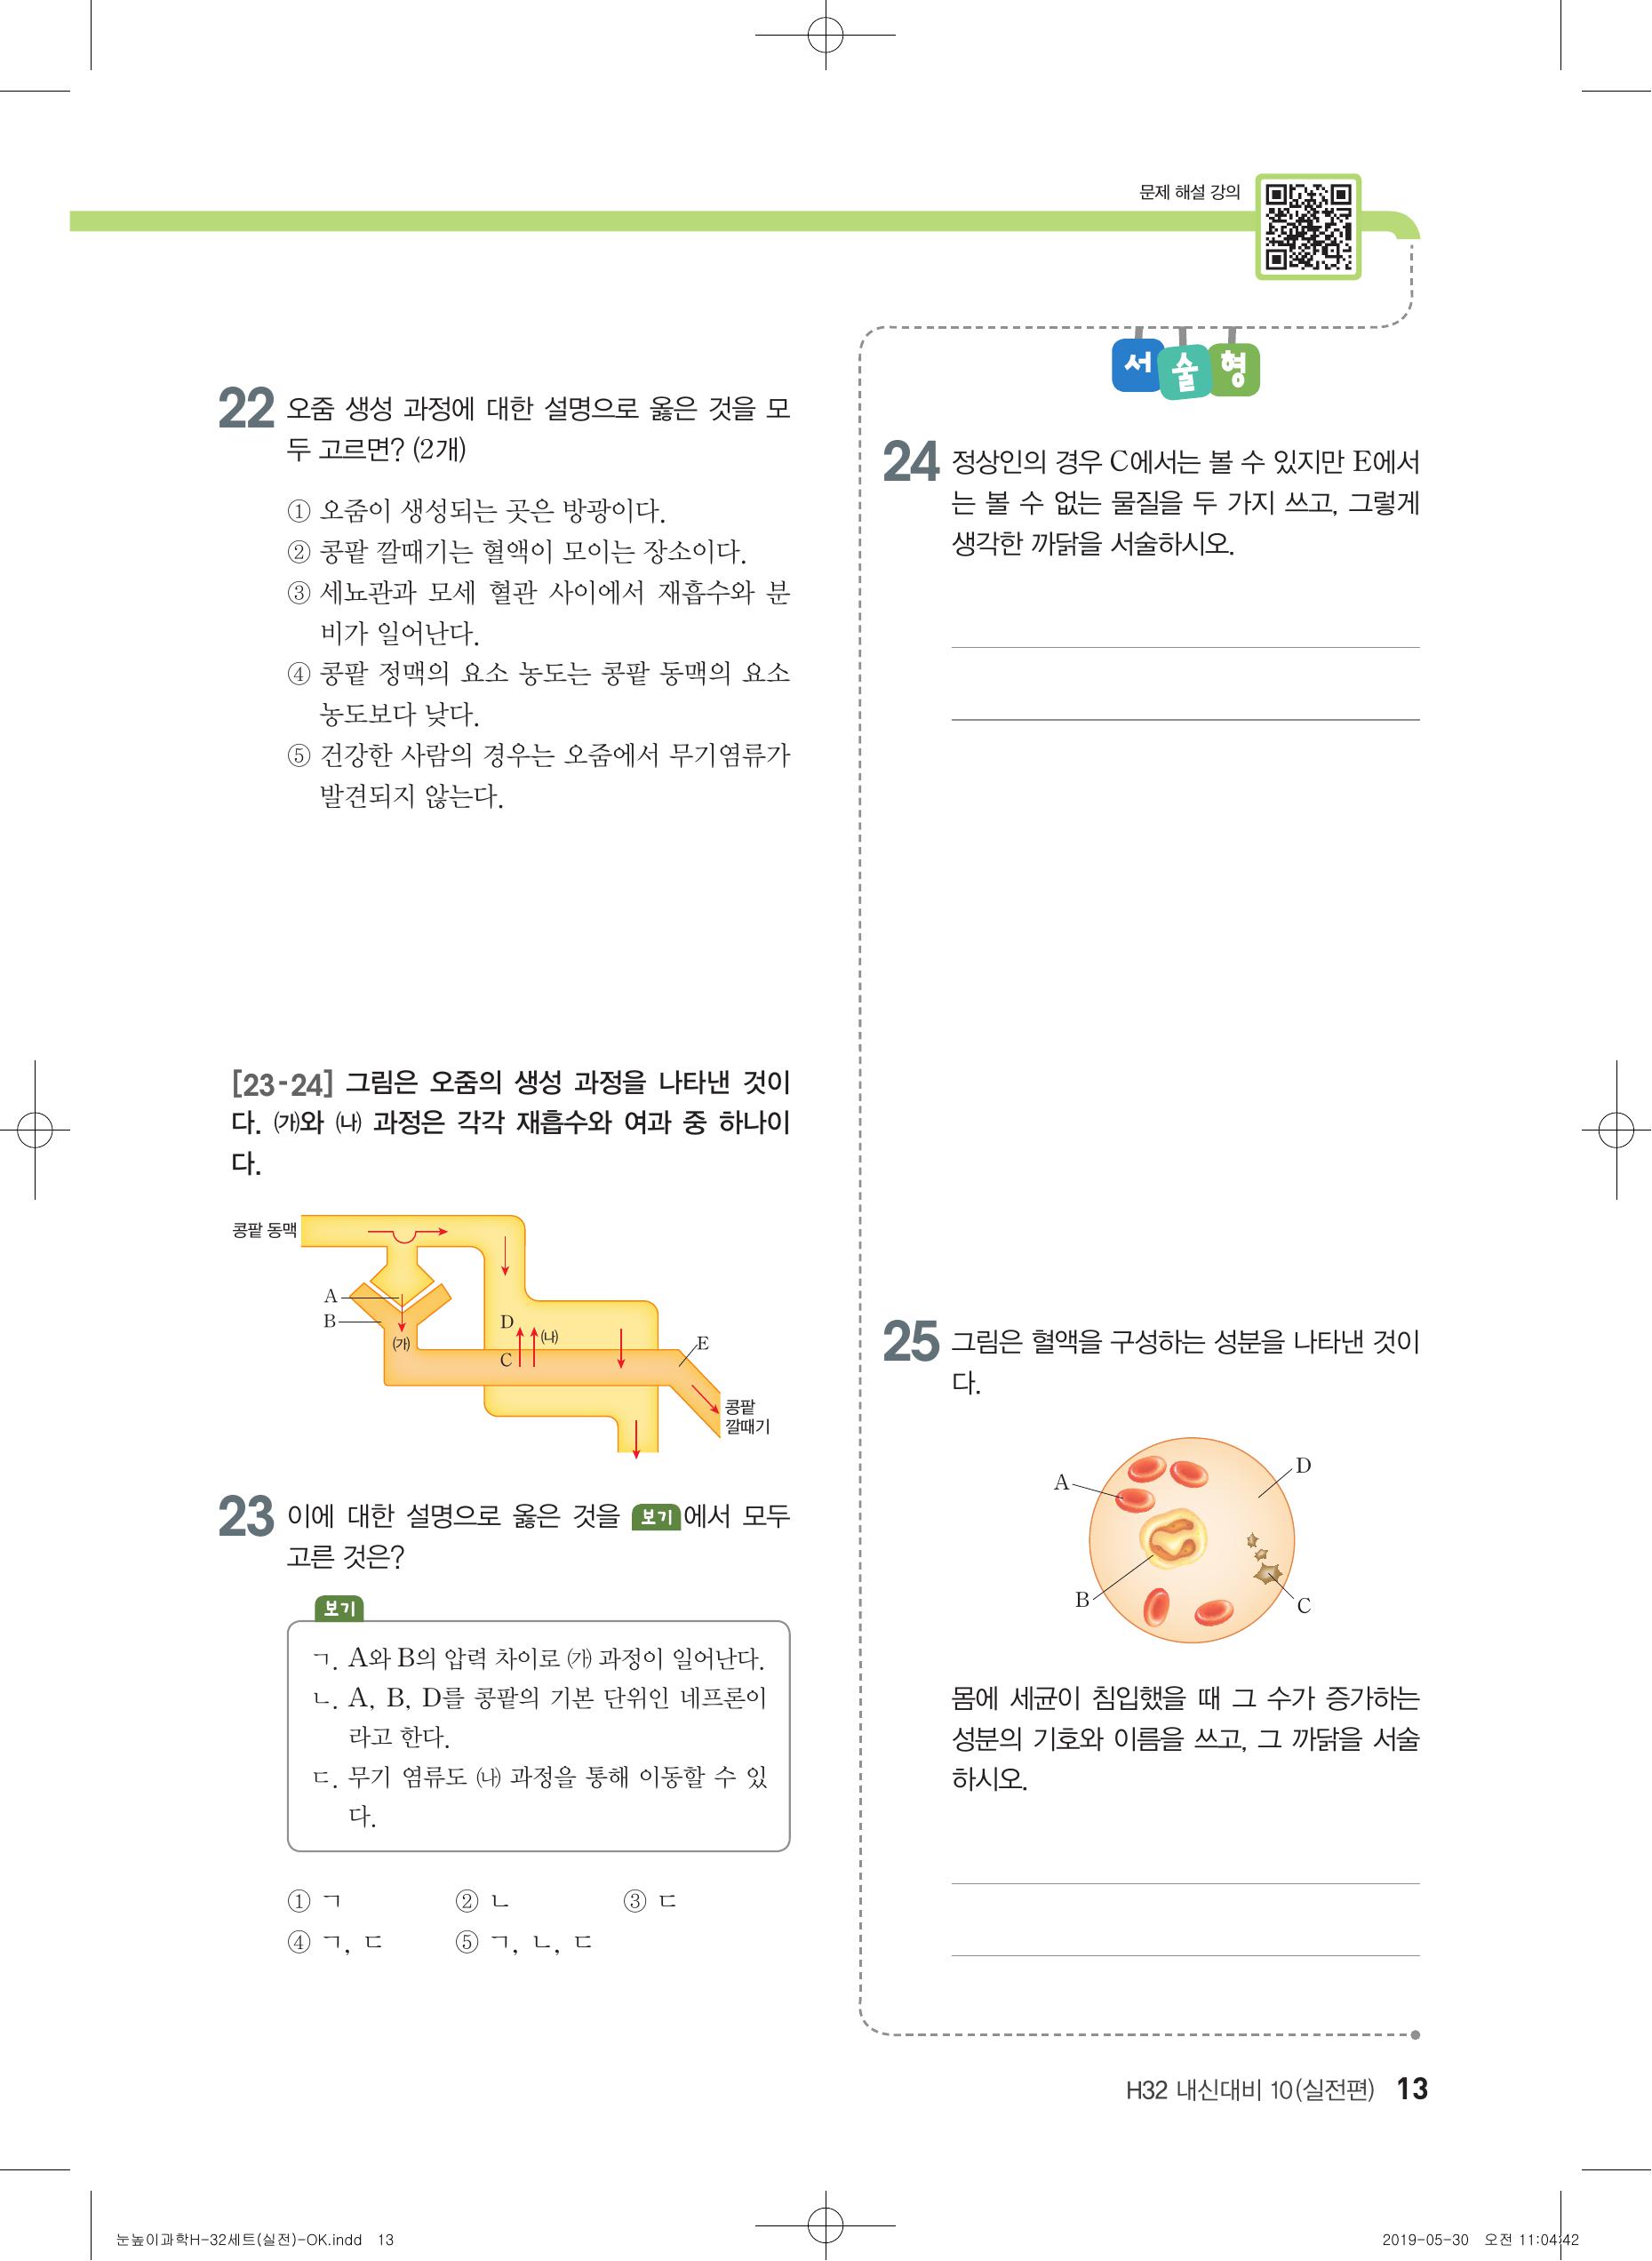 문제 해설 강의
22 오줌 생성 과정에 대한 설명으로 옳은 것을 모
두 고르면? (2개)
① 오줌이 생성되는 곳은 방광이다.
② 콩팥 깔때기는 혈액이 모이는 장소이다.
③ 세뇨관과 모세 혈관 사이에서 재흡수와 분
비가 일어난다.
④ 콩팥 정맥의 요소 농도는 콩팥 동맥의 요소
농도보다 낮다.
⑤ 건강한 사람의 경우는 오줌에서 무기염류가
발견되지 않는다.
[23-24] 그림은 오줌의 생성 과정을 나타낸 것이
다. ㈎와 ㈏ 과정은 각각 재흡수와 여과 중 하나이
다.
콩팥 동맥
A
B
㈎
D
㈏
C
E
콩팥
깔때기
23 이에 대한 설명으로 옳은 것을 보기에서 모두
고른 것은?
보기
ㄱ. A와 B의 압력 차이로 ㈎ 과정이 일어난다.
ㄴ. A, B, D를 콩팥의 기본 단위인 네프론이
라고 한다.
ㄷ. 무기 염류도 ㈏ 과정을 통해 이동할 수 있
다.
① ㄱ ② ㄴ ③ ㄷ
④ ㄱ, ㄷ ⑤ ㄱ, ㄴ, ㄷ
서술형
24 정상인의 경우 C에서는 볼 수 있지만 E에서
는 볼 수 없는 물질을 두 가지 쓰고, 그렇게
생각한 까닭을 서술하시오.
25 그림은 혈액을 구성하는 성분을 나타낸 것이
다.
A
D
B
C
몸에 세균이 침입했을 때 그 수가 증가하는
성분의 기호와 이름을 쓰고, 그 까닭을 서술
하시오.
H32 내신대비 10(실전편) 13
눈높이과학H-32세트(실전)-OK.indd 13
2019-05-30 오전 11:04:42